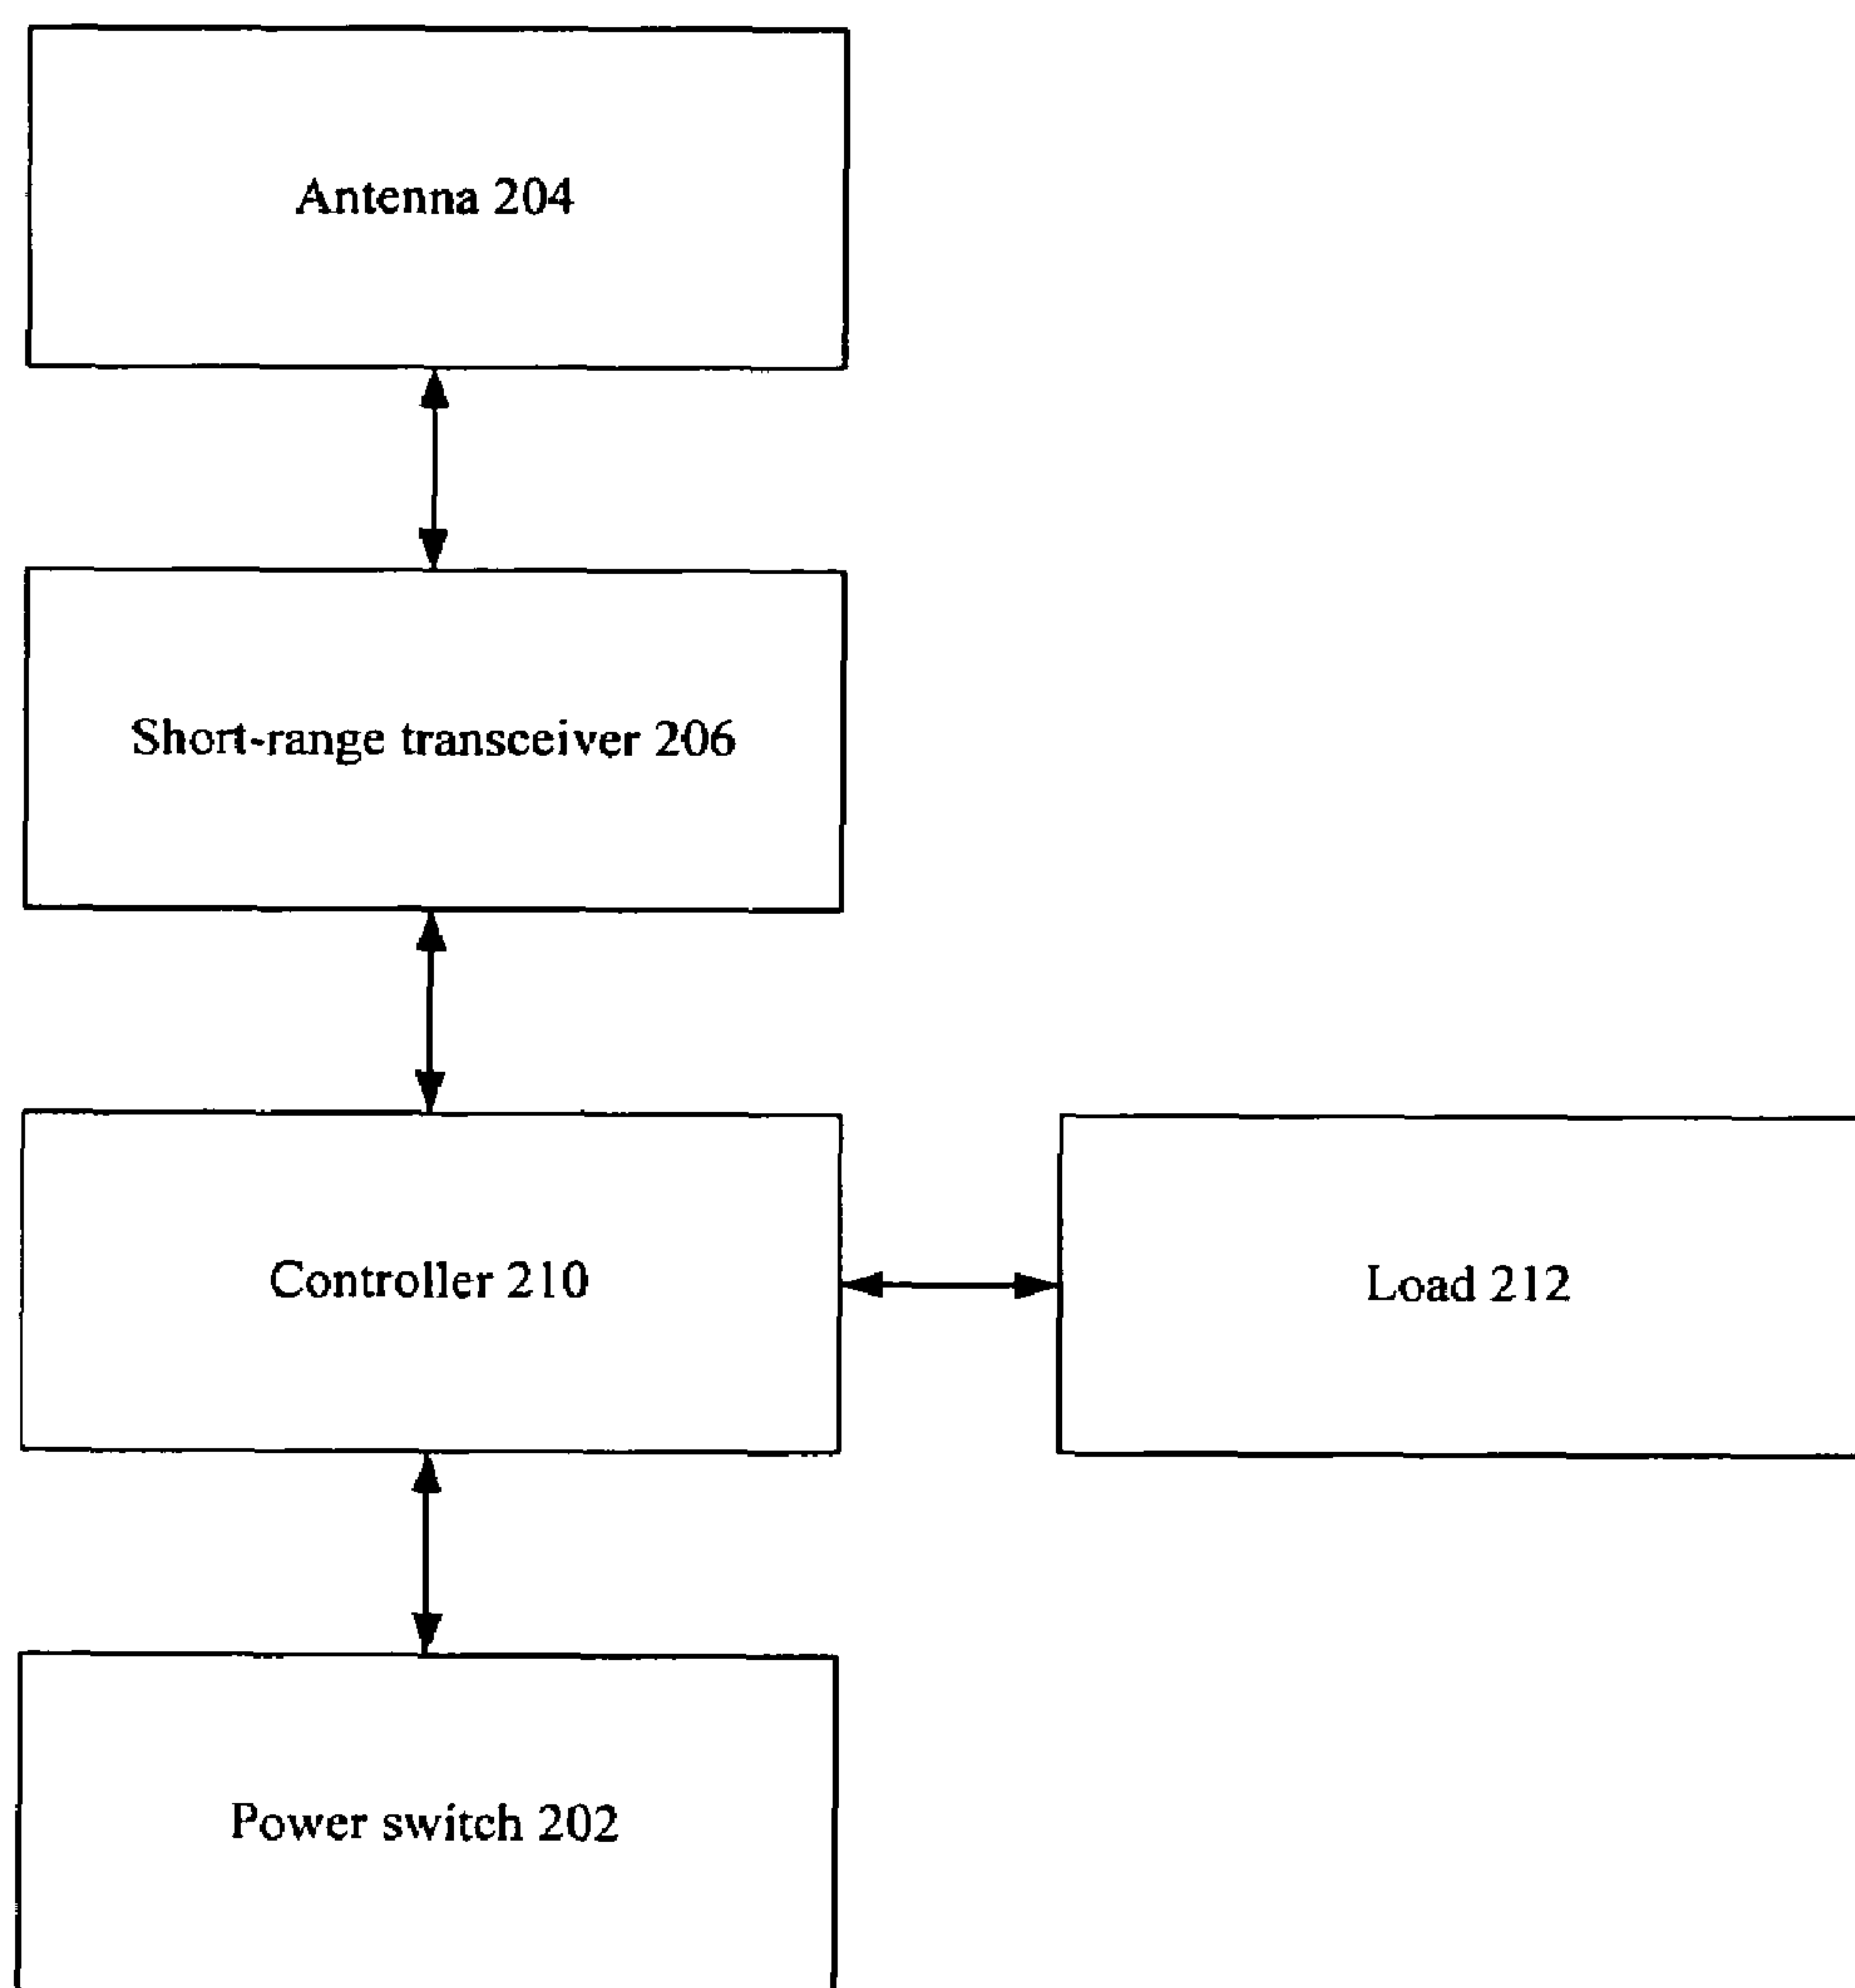 Antenna 204
Short-range transceiver 206
Controller 210
Load 212
Power switch 202